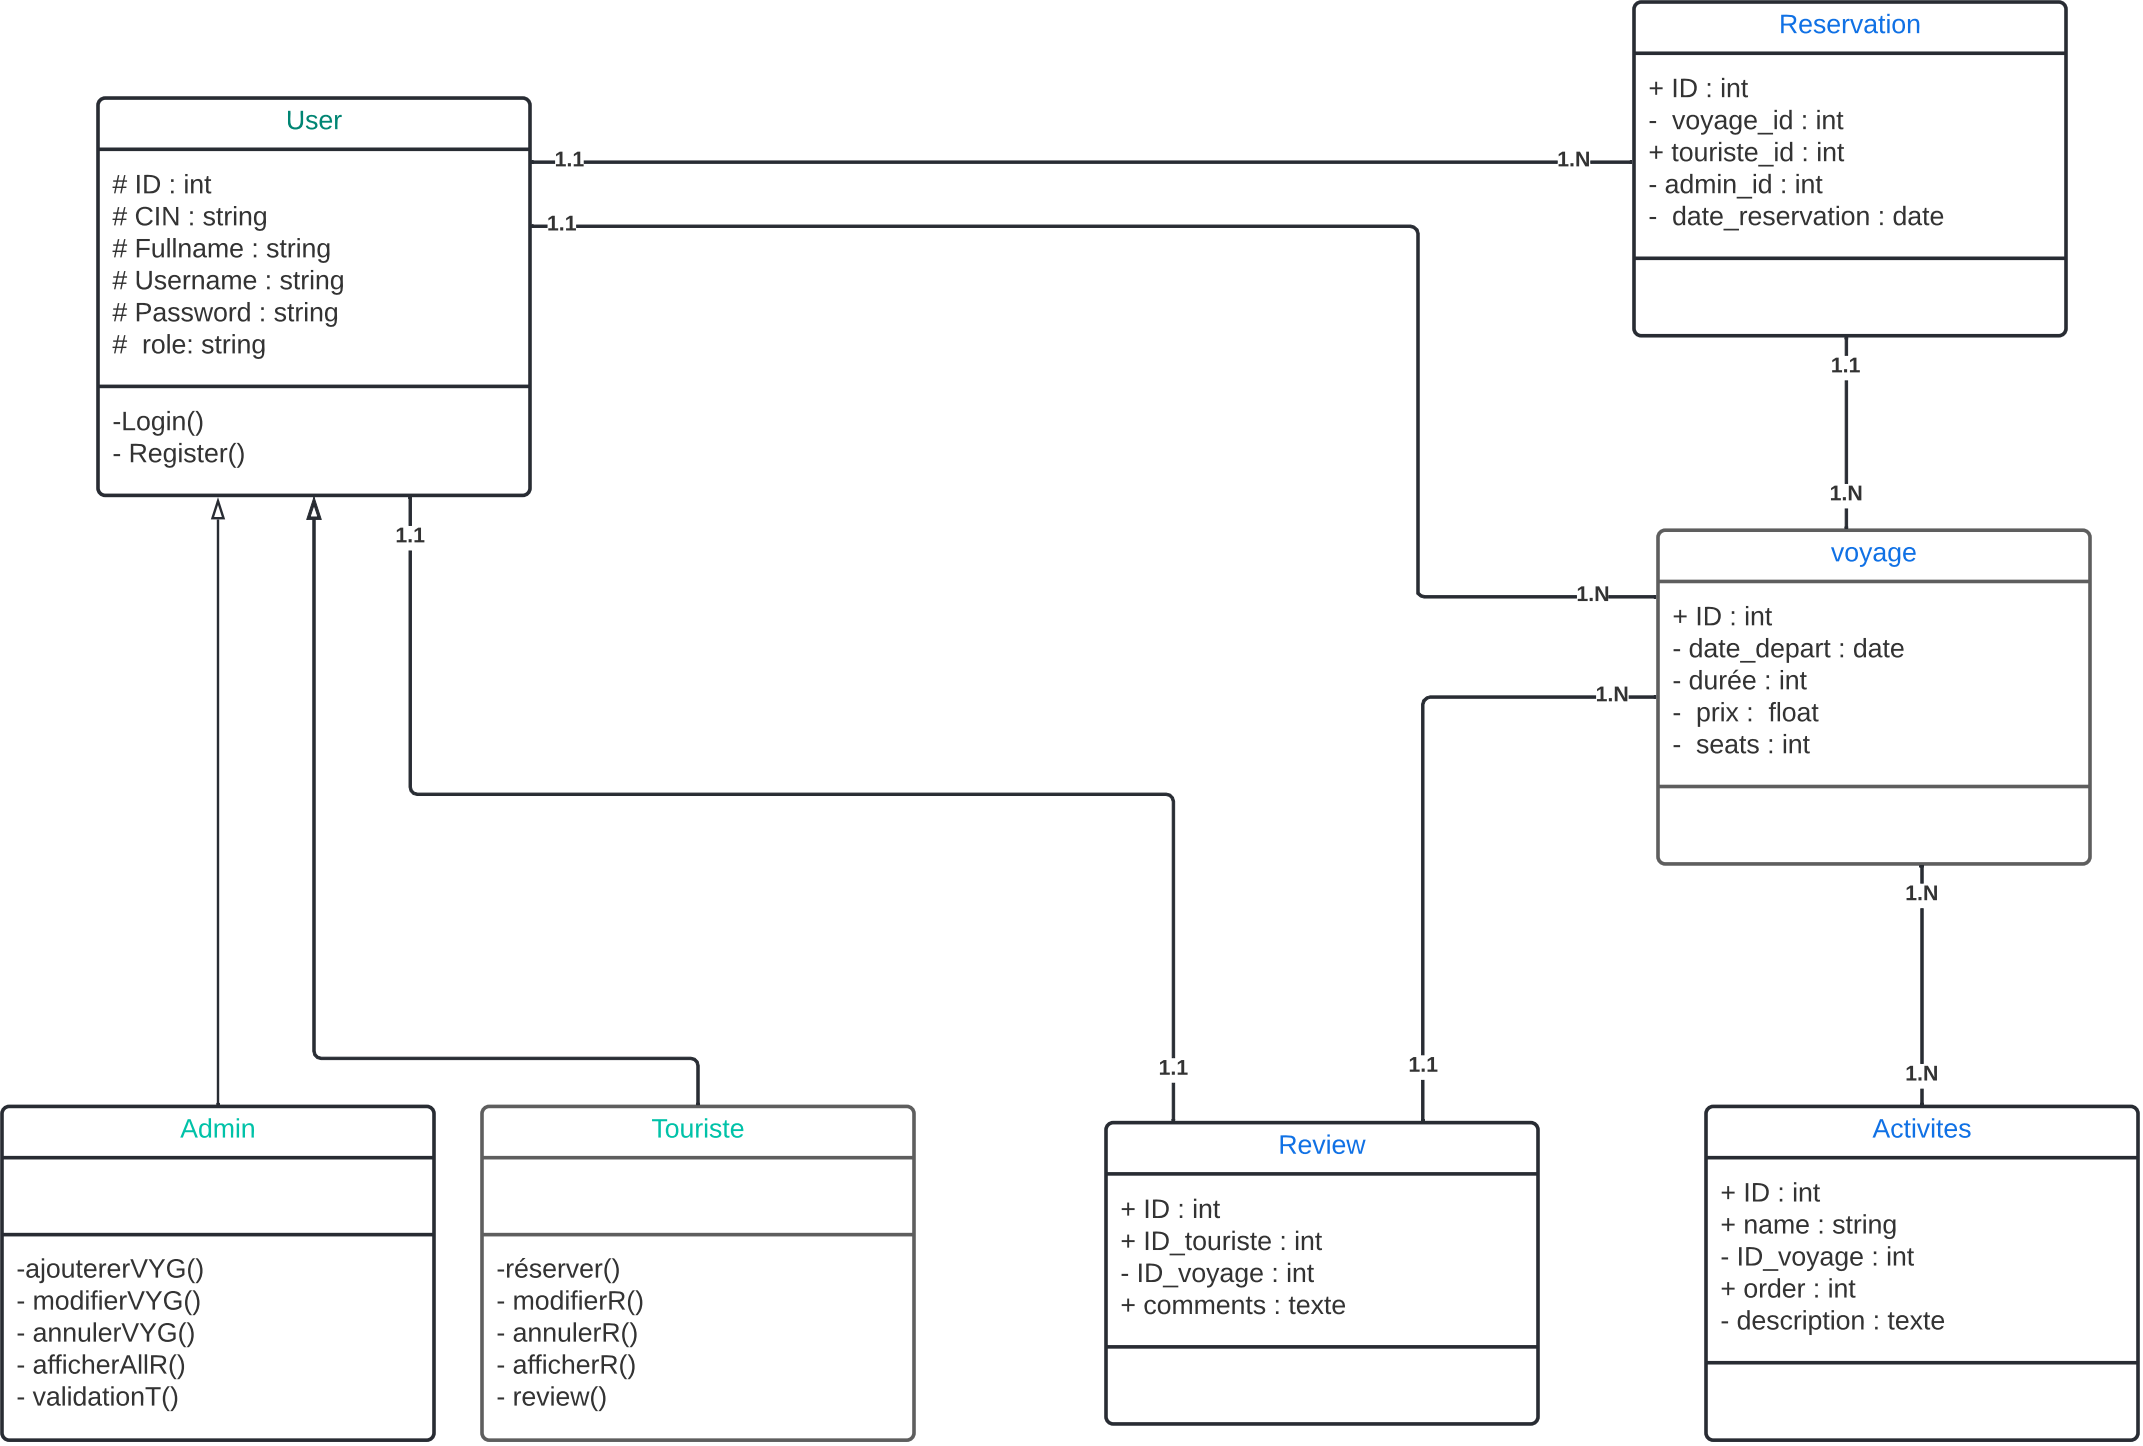 User
# ID : int
# CIN : string
# Fullname : string
# Username : string
# Password : string
#  role: string
-Login()
- Register()
1.1
1.N
1.1
1.N
1.1
1.1
Reservation
+ ID : int
-  voyage_id : int
+ touriste_id : int
- admin_id : int
-  date_reservation : date
1.1
1.N
voyage
+ ID : int
- date_depart : date
- durée : int
-  prix :  float
-  seats : int
1.N
1.1
1.N
1.N
Admin
-ajoutererVYG()
- modifierVYG()
- annulerVYG()
- afficherAllR()
- validationT()
Touriste
-réserver()
- modifierR()
- annulerR()
- afficherR()
- review()
Review
+ ID : int
+ ID_touriste : int
- ID_voyage : int
+ comments : texte
Activites
+ ID : int
+ name : string
- ID_voyage : int
+ order : int
- description : texte